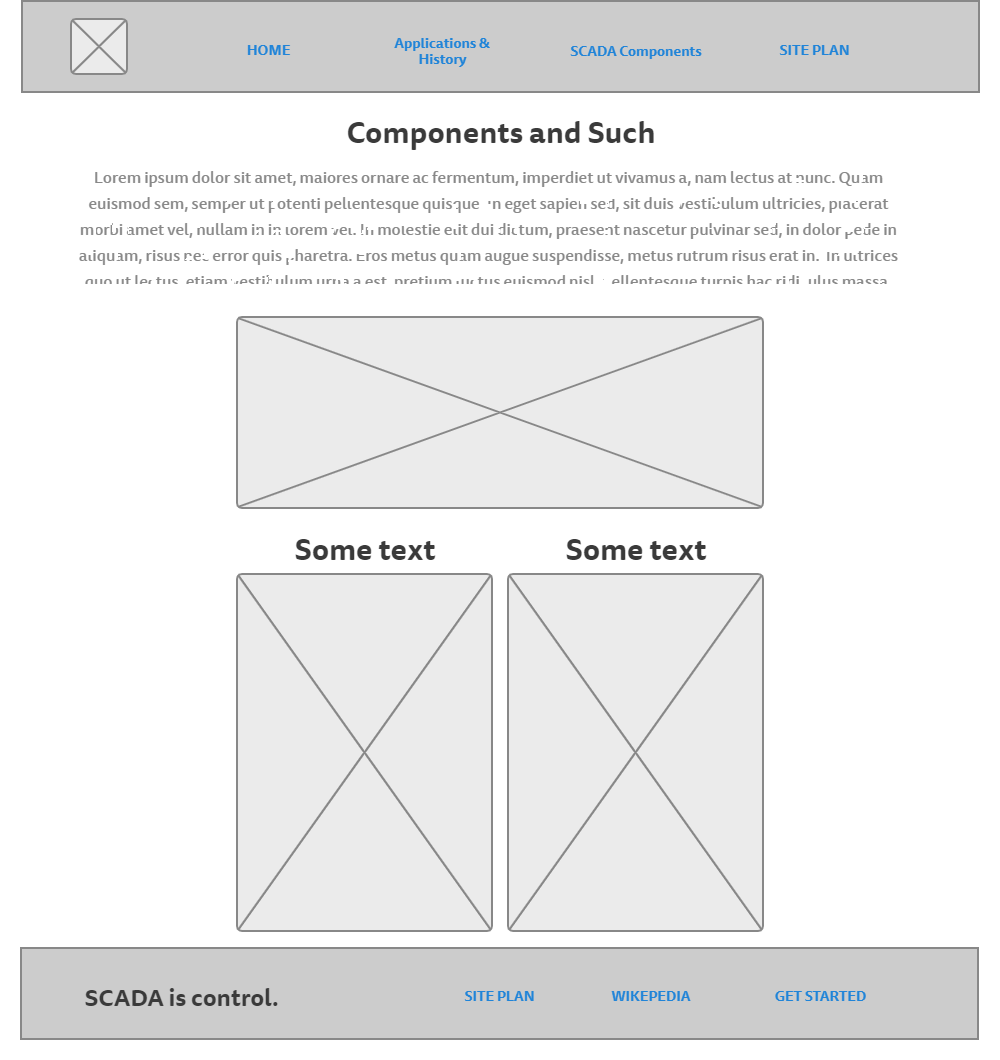 HOME
Applications &
History
SCADA Components
SITE PLAN
Components and Such
Lorem ipsum dolor sit amet, maiores ornare ac fermentum, imperdiet ut vivamus a, nam lectus at nunc. Quam
euismod sem, semper ut potenti pellentesque quisque in eget sapien sed, sit duis vestibulum ultricies, placerat
morbi amet vel, nullam in in lorem vel. In molestie elit dui dictum, praesent nascetur pulvinar sed, in dolor pede in
aliquam, risus nec error quis pharetra. Eros metus quam augue suspendisse, metus rutrum risus erat in. In ultrices
quo ut lectus, etiam vestibulum urna a est, pretium luctus euismod nisl, pellentesque turpis hac ridiculus massa.
Some text
Some text
SCADA is control.
SITE PLAN
WIKEPEDIA
GET STARTED